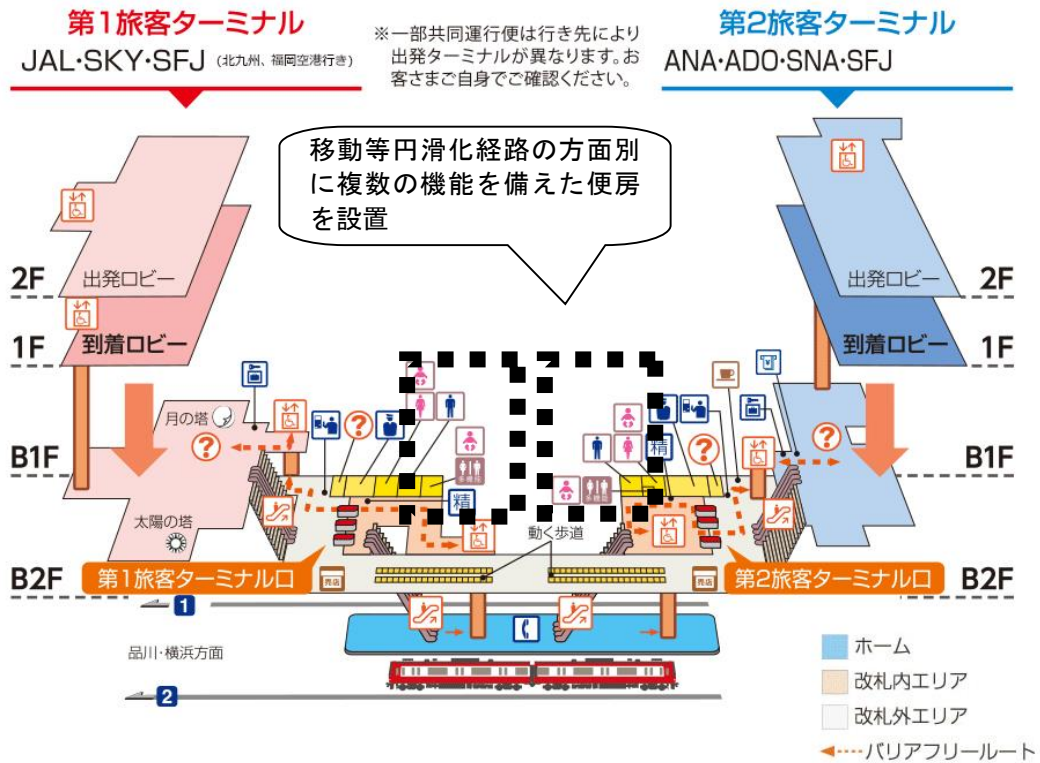 第1旅客ターミナル
JAL・SKY・SFJ (北九州、福岡空港行き)
※一部共同運行便は行き先により
出発ターミナルが異なります。お
客さまご自身でご確認ください。
第2旅客ターミナル
ANA・ADO・SNA・SFJ
移動等円滑化経路の方面別
に複数の機能を備えた便房
を設置
2F
出発ロビー
出発ロビー
2F
1F
到着ロビー
到着ロビー
1F
月の塔
B1F
B1F
多機能
精
精
多機能
太陽の塔
動く歩道
B2F
第1旅客ターミナル口
売店
売店
第2旅客ターミナル口
B2F
1
品川・横浜方面
2
ホーム
改札内エリア
改札外エリア
バリアフリールート